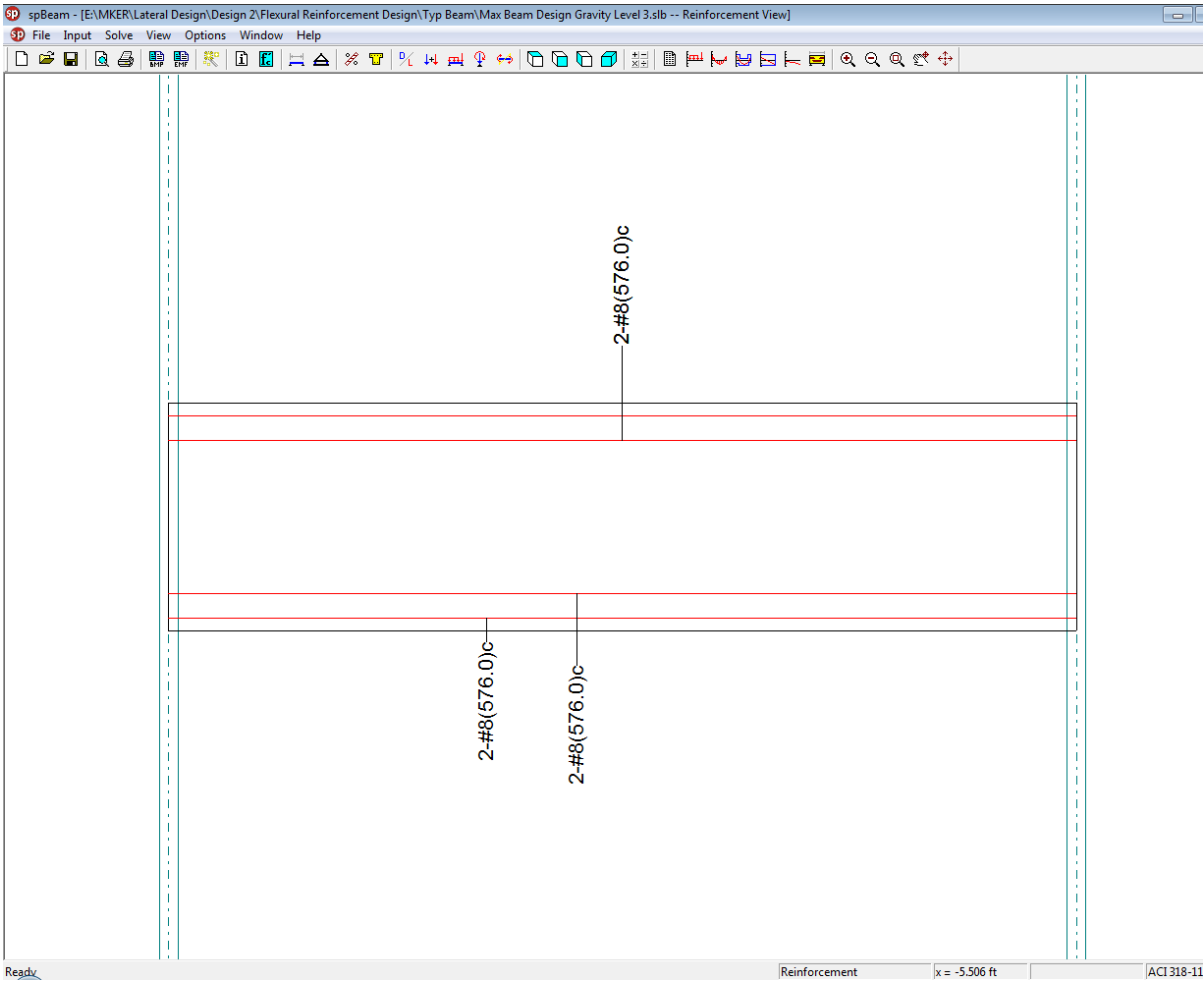 spBeam - [E:\MKER\Lateral Design\Design 2\Flexural Reinforcement Design\Typ Beam\Max Beam Design Gravity Level 3.slb -- Reinforcement View]
File Input Solve View Options Window Help
2-#8(576.0)c
2-#8(576.0)c
2-#8(576.0)c
Ready
Reinforcement
x = -5.506 ft
ACI 318-11